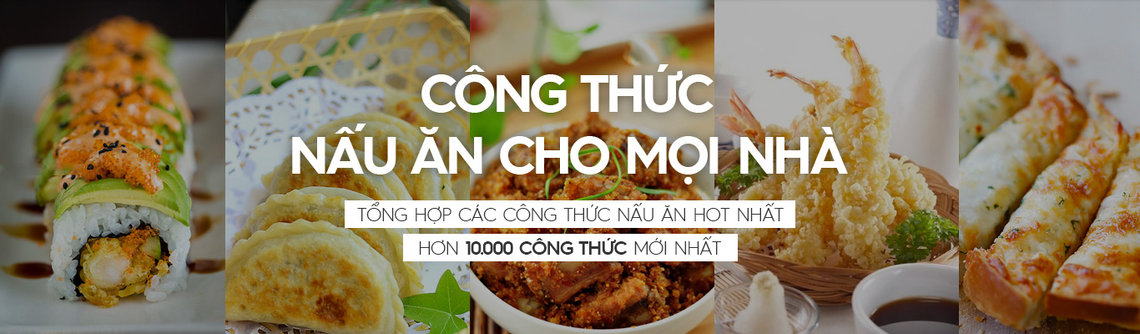 CÔNG THỨC
NẤU ĂN CHO MỌI NHÀ
TỔNG HỢP CÁC CÔNG THỨC NẤU ĂN HOT NHẤT
HƠN 10.000 CÔNG THỨC MỚI NHẤT